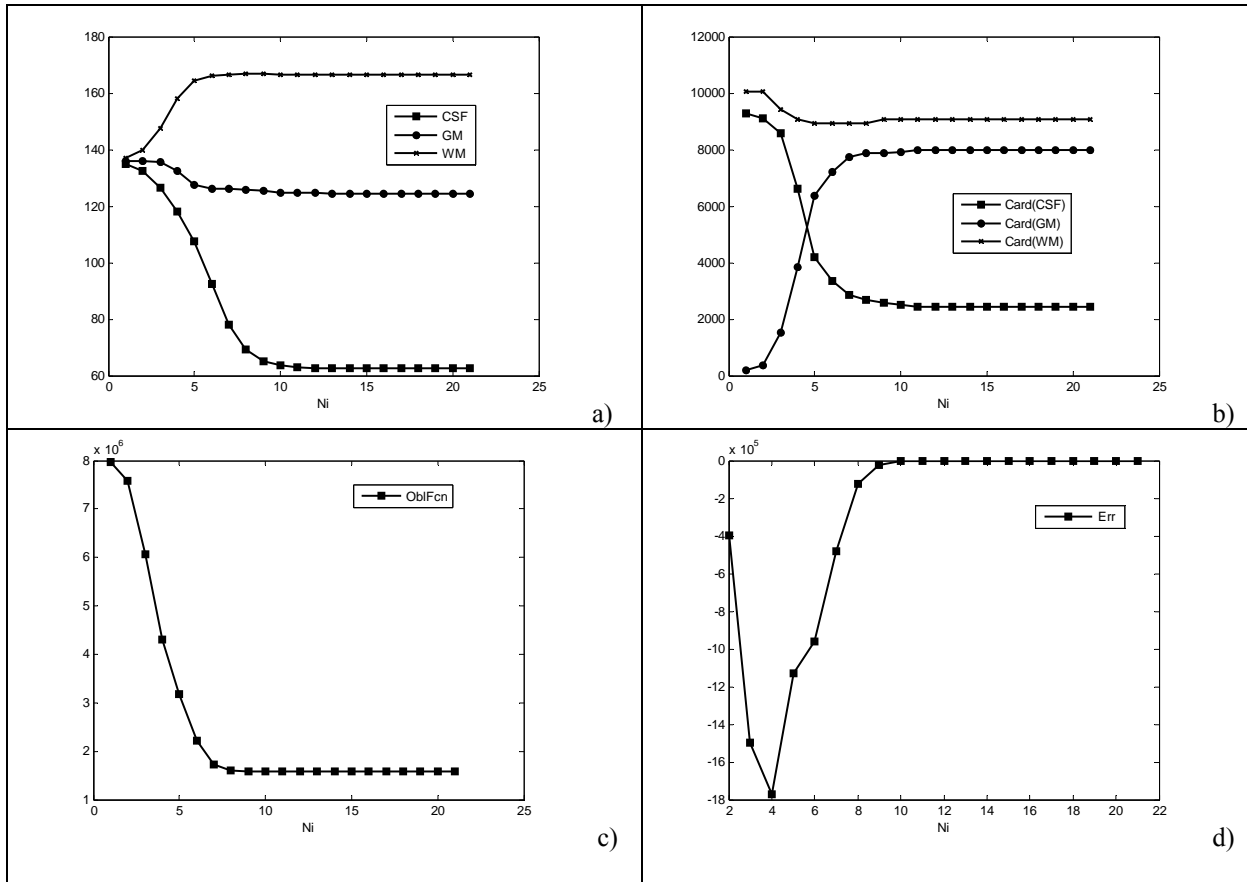 180
160
140
120
100
80
60
0 5 10 15 20 25
Ni
CSF
GM
WM
a)
12000
10000
8000
6000
4000
2000
0
0 5 10 15 20 25
Ni
Card(CSF)
Card(GM)
Card(WM)
b)
x 10^6
8
7
6
5
4
3
2
1
0 5 10 15 20 25
Ni
OblFcn
c)
x 10^5
0
-2
-4
-6
-8
-10
-12
-14
-16
-18
2 4 6 8 10 12 14 16 18 20 22
Ni
Err
d)